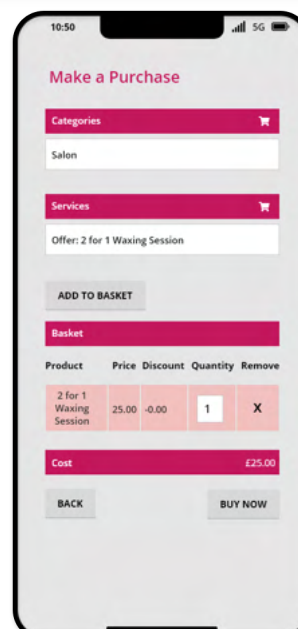 10:50 5G
Make a Purchase
Categories
Salon
Services
Offer: 2 for 1 Waxing Session
ADD TO BASKET
Basket
Product Price Discount Quantity Remove
2 for 1
Waxing
Session
25.00 -0.00 1 X
Cost £25.00
BACK BUY NOW